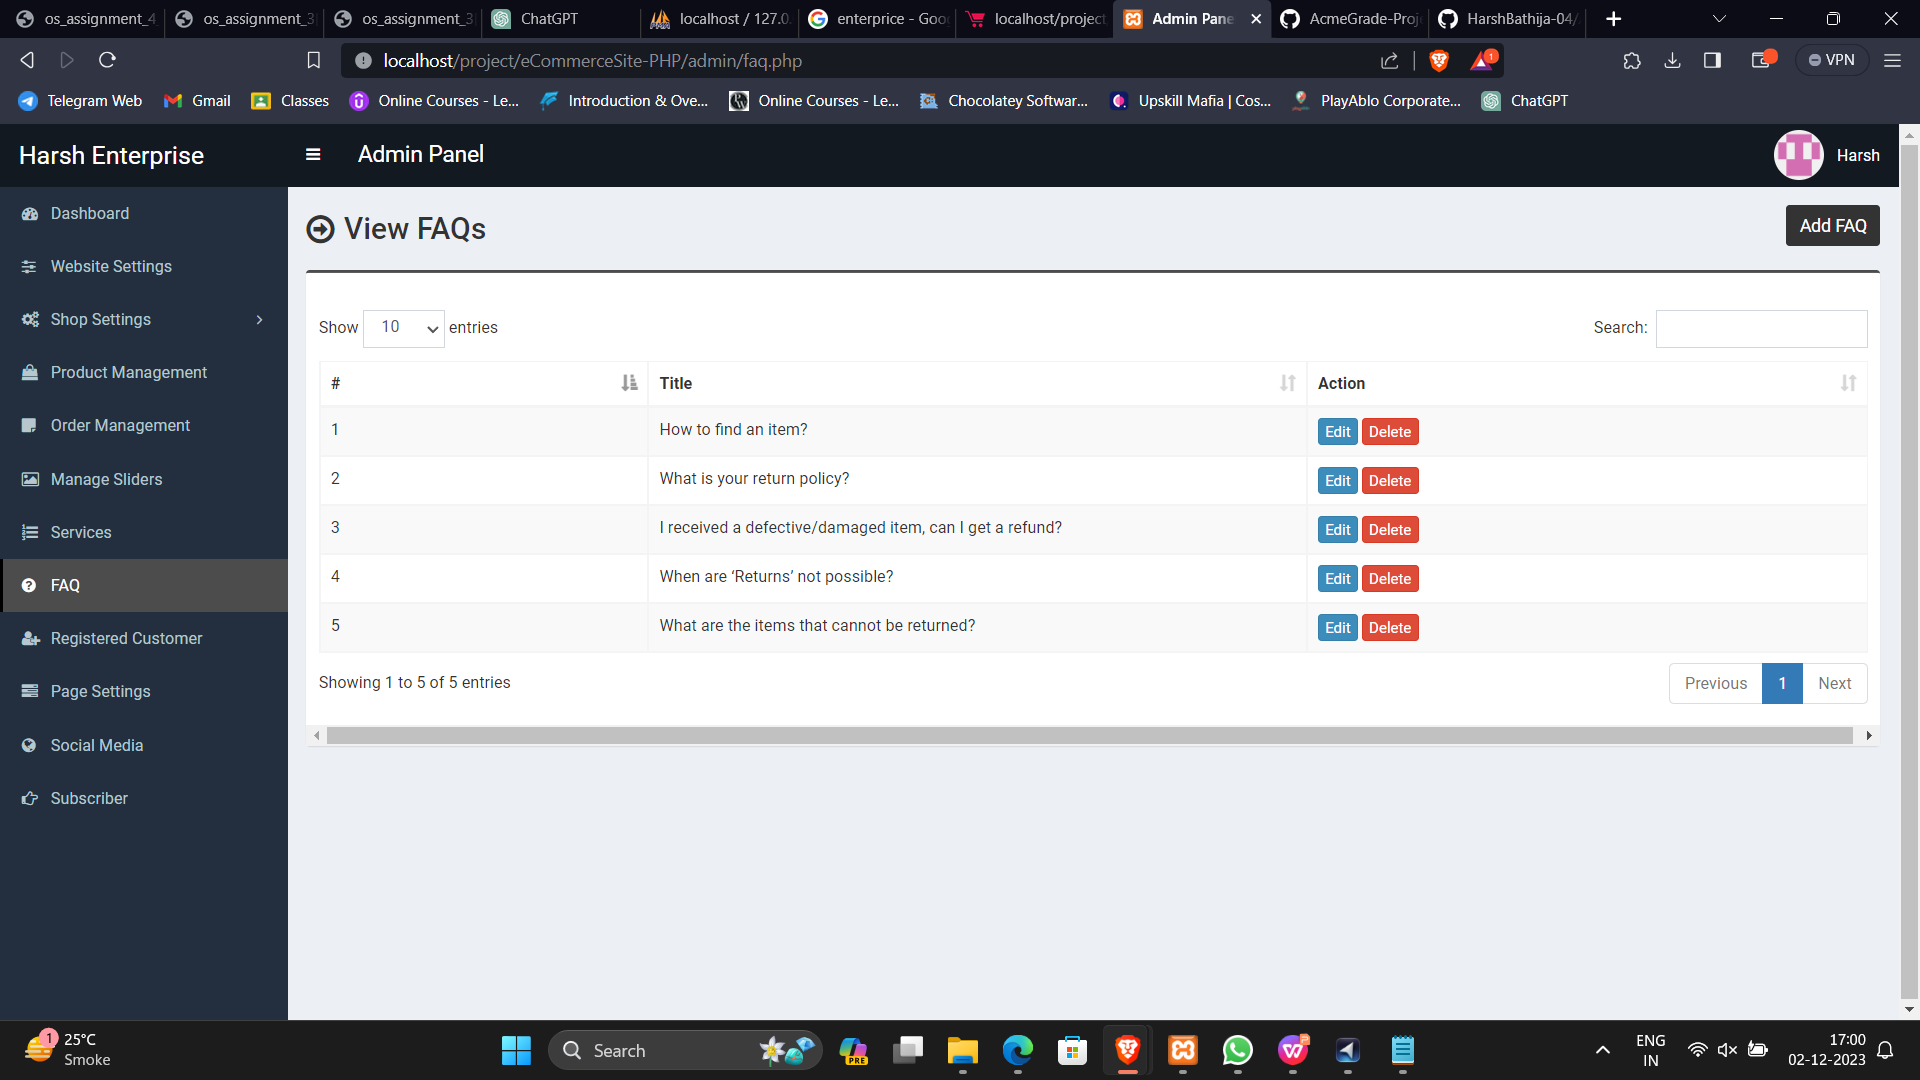 os_assignment_4
os_assignment_3
os_assignment_3
ChatGPT
localhost / 127.0.
enterprice - Goo
localhost/project
Admin Pane
AcmeGrade-Proj
HarshBathija-04/
localhost/project/eCommerceSite-PHP/admin/faq.php
1
VPN
Telegram Web
Gmail
Classes
Online Courses - Le...
Introduction & Ove...
Online Courses - Le...
Chocolatey Softwar...
Upskill Mafia | Cos...
PlayAblo Corporate...
ChatGPT
Harsh Enterprise
Admin Panel
Harsh
Dashboard
Website Settings
Shop Settings
Product Management
Order Management
Manage Sliders
Services
FAQ
Registered Customer
Page Settings
Social Media
Subscriber
View FAQs
Add FAQ
Show 10 entries
Search:
# Title Action
1 How to find an item? Edit Delete
2 What is your return policy? Edit Delete
3 I received a defective/damaged item, can I get a refund? Edit Delete
4 When are ‘Returns’ not possible? Edit Delete
5 What are the items that cannot be returned? Edit Delete
Showing 1 to 5 of 5 entries
Previous 1 Next
1
25°C
Smoke
Search
PRE
ENG
IN
17:00
02-12-2023